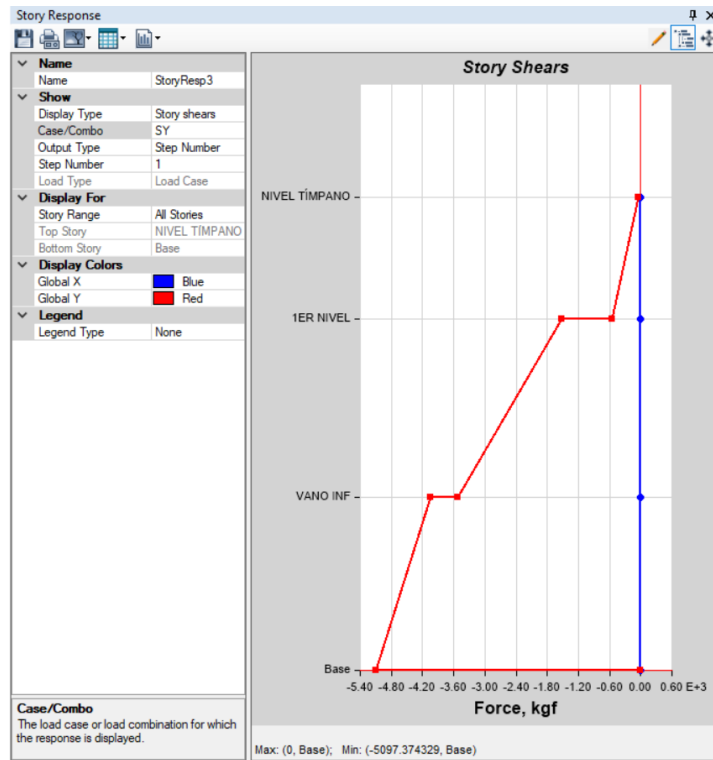 Story Response
Name
Name StoryResp3
Show
Display Type Story shears
Case/Combo SY
Output Type Step Number
Step Number 1
Load Type Load Case
Display For
Story Range All Stories
Top Story NIVEL TÍMPANO
Bottom Story Base
Display Colors
Global X Blue
Global Y Red
Legend
Legend Type None
Case/Combo
The load case or load combination for which
the response is displayed.
Story Shears
NIVEL TÍMPANO
1ER NIVEL
VANO INF
Base
-5.40 -4.80 -4.20 -3.60 -3.00 -2.40 -1.80 -1.20 -0.60 0.00 0.60 E+3
Force, kgf
Max: (0, Base); Min: (-5097.374329, Base)